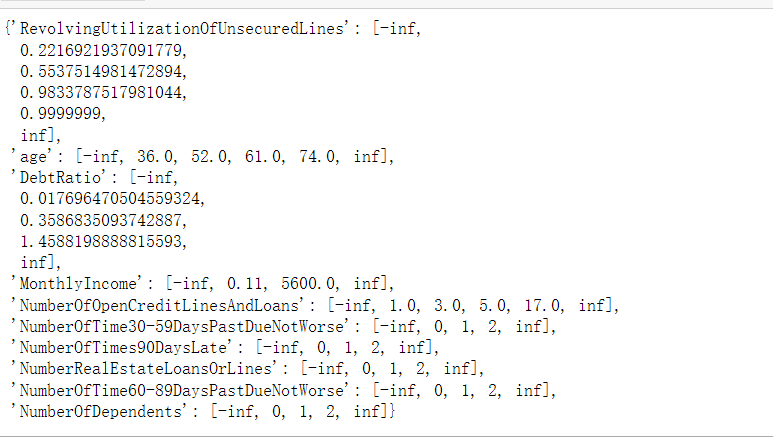 {'RevolvingUtilizationOfUnsecuredLines': [-inf,
0.2216921937091779,
0.5537514981472894,
0.9833787517981044,
0.9999999,
inf],
'age': [-inf, 36.0, 52.0, 61.0, 74.0, inf],
'DebtRatio': [-inf,
0.017696470504559324,
0.3586835093742887,
1.4588198888815593,
inf],
'MonthlyIncome': [-inf, 0.11, 5600.0, inf],
'NumberOfOpenCreditLinesAndLoans': [-inf, 1.0, 3.0, 5.0, 17.0, inf],
'NumberOfTime30-59DaysPastDueNotWorse': [-inf, 0, 1, 2, inf],
'NumberOfTimes90DaysLate': [-inf, 0, 1, 2, inf],
'NumberRealEstateLoansOrLines': [-inf, 0, 1, 2, inf],
'NumberOfTime60-89DaysPastDueNotWorse': [-inf, 0, 1, 2, inf],
'NumberOfDependents': [-inf, 0, 1, 2, inf]}